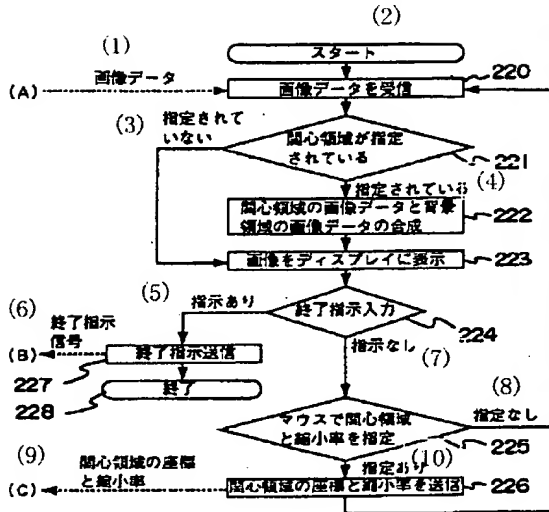 (2)
スタート
(1)
画像データ
220
(A)
画像データを受信
(3)
指定されて
いない
関心領域が指定
されている
221
(4)
指定されている
関心領域の画像データと背景
領域の画像データの合成
222
画像をディスプレイに表示
223
(5)
指示あり
終了指示入力
224
(6)
終了指示
信号
(B)
終了指示送信
227
指示なし
(7)
終了
228
(8)
マウスで関心領域
と縮小率を指定
指定なし
225
(9)
関心領域の座標
と縮小率
(10)
指定あり
(C)
関心領域の座標と縮小率を送信
226